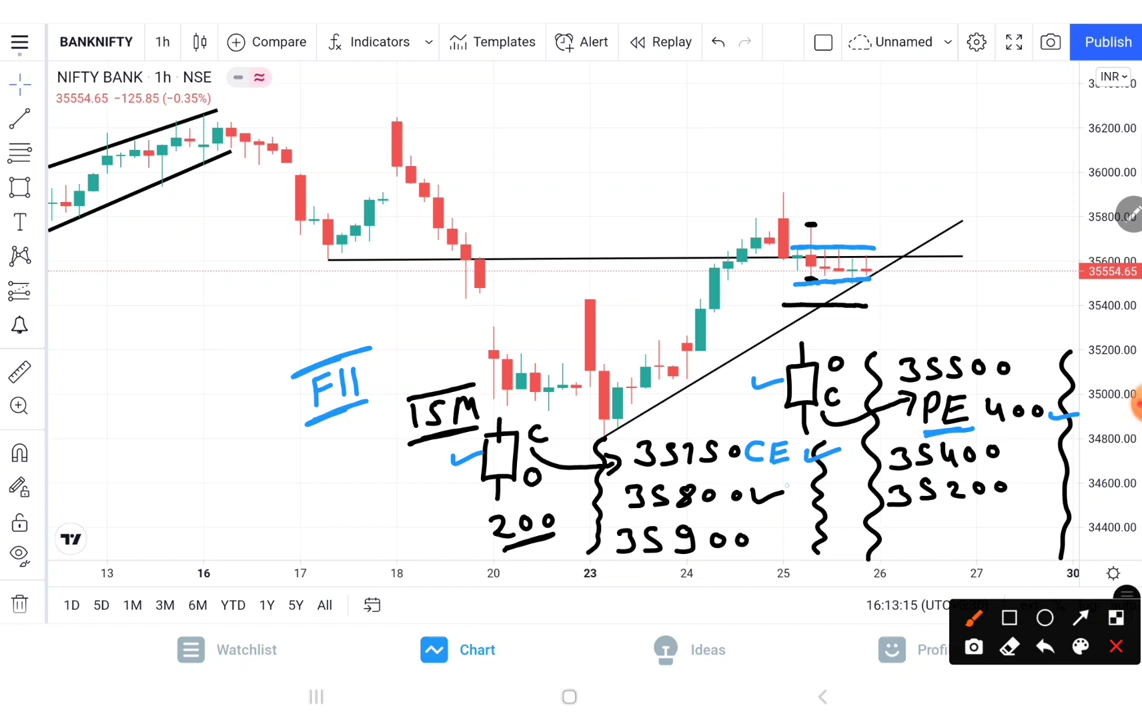 BANKNIFTY 1h Compare Indicators Templates Alert Replay Unnamed Publish
NIFTY BANK · 1h · NSE
35554.65 −125.85 (−0.35%)
INR
36200.00
36000.00
35800.00
35600.00
35554.65
35400.00
35200.00
35000.00
34800.00
34600.00
34400.00
FII
15M
C
O
200
35750 CE
35800
35900
O
C
35500
PE 400
35400
35200
13 16 17 18 20 23 24 25 26 27 30
1D 5D 1M 3M 6M YTD 1Y 5Y All
16:13:15 (UTC
Watchlist Chart Ideas Profi